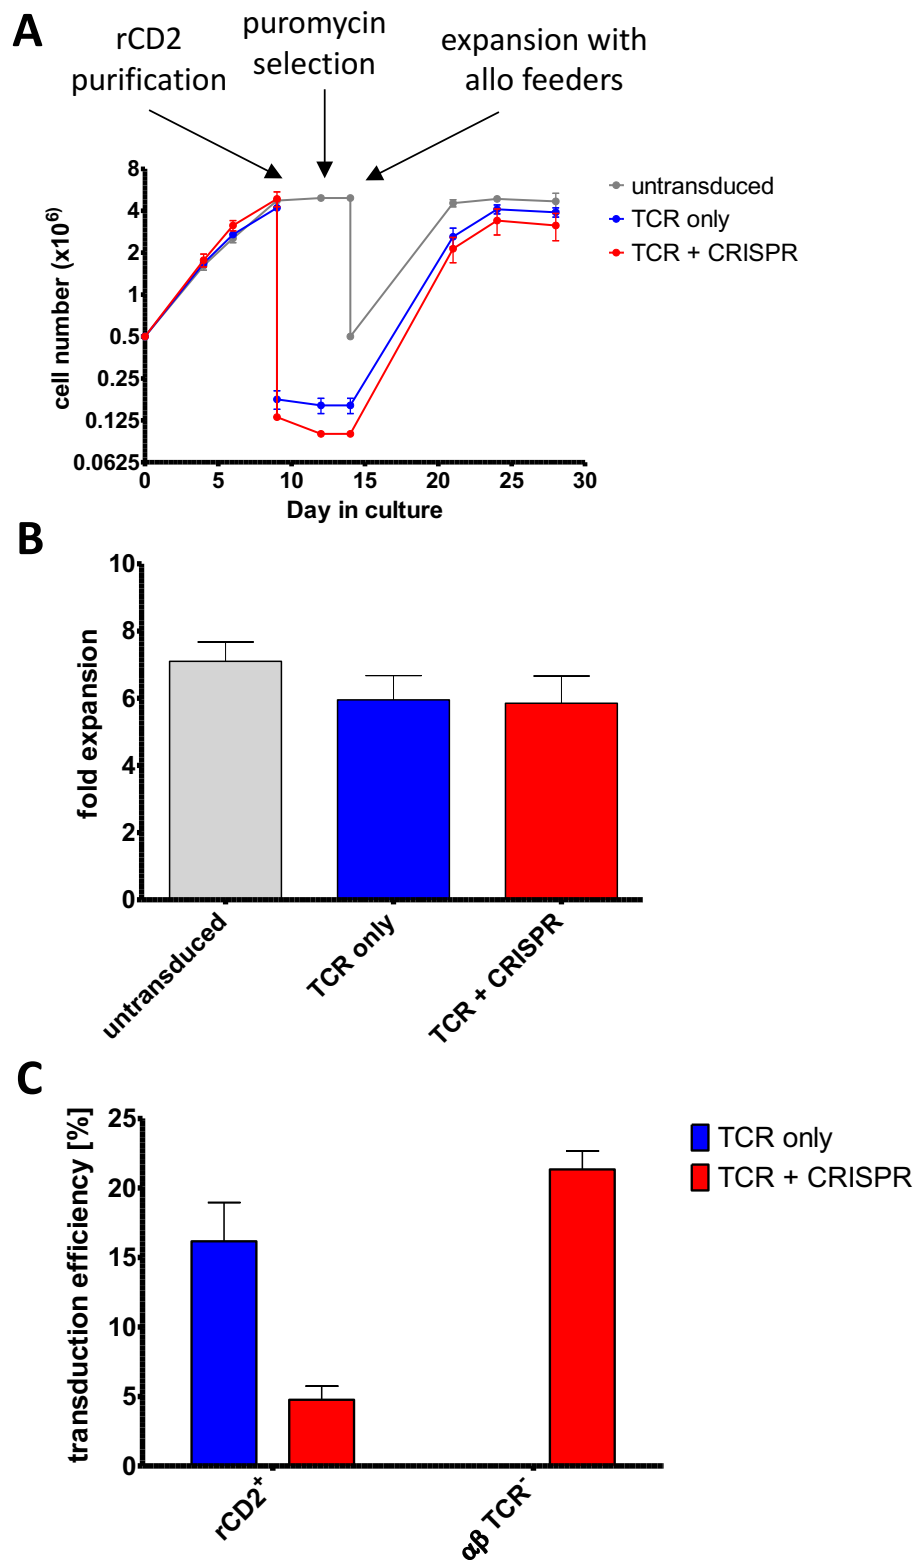 A
rCD2
purification
puromycin
selection
expansion with
allo feeders
8
4
2
1
0.5
0.25
0.125
0.0625
cell number (x10⁶)
0 5 10 15 20 25 30
Day in culture
untransduced
TCR only
TCR + CRISPR
B
10
8
6
4
2
0
fold expansion
untransduced
TCR only
TCR + CRISPR
C
25
20
15
10
5
0
transduction efficiency [%]
rCD2⁺
αβ TCR⁻
TCR only
TCR + CRISPR